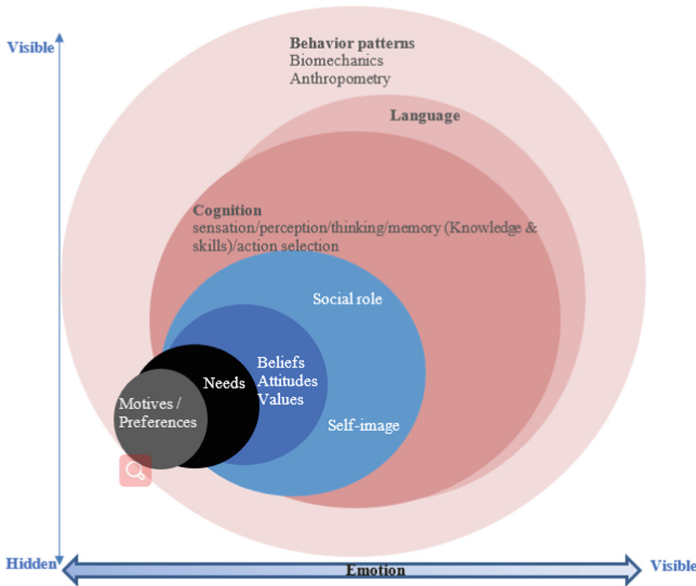 Visible
Behavior patterns
Biomechanics
Anthropometry
Language
Cognition
sensation/perception/thinking/memory (Knowledge &
skills)/action selection
Social role
Beliefs
Attitudes
Values
Needs
Motives /
Preferences
Self-image
Hidden
Emotion
Visible